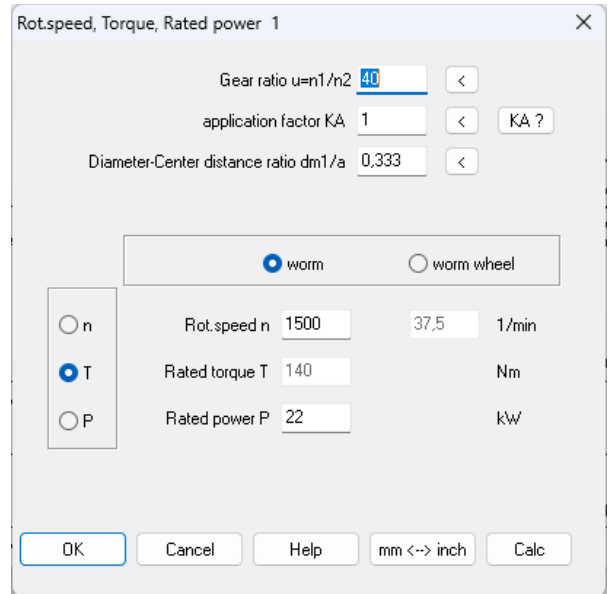 Rot.speed, Torque, Rated power 1
Gear ratio u=n1/n2 40 <
application factor KA 1 < KA ?
Diameter-Center distance ratio dm1/a 0,333 <
worm worm wheel
n Rot.speed n 1500 37,5 1/min
T Rated torque T 140 Nm
P Rated power P 22 kW
OK Cancel Help mm <--> inch Calc